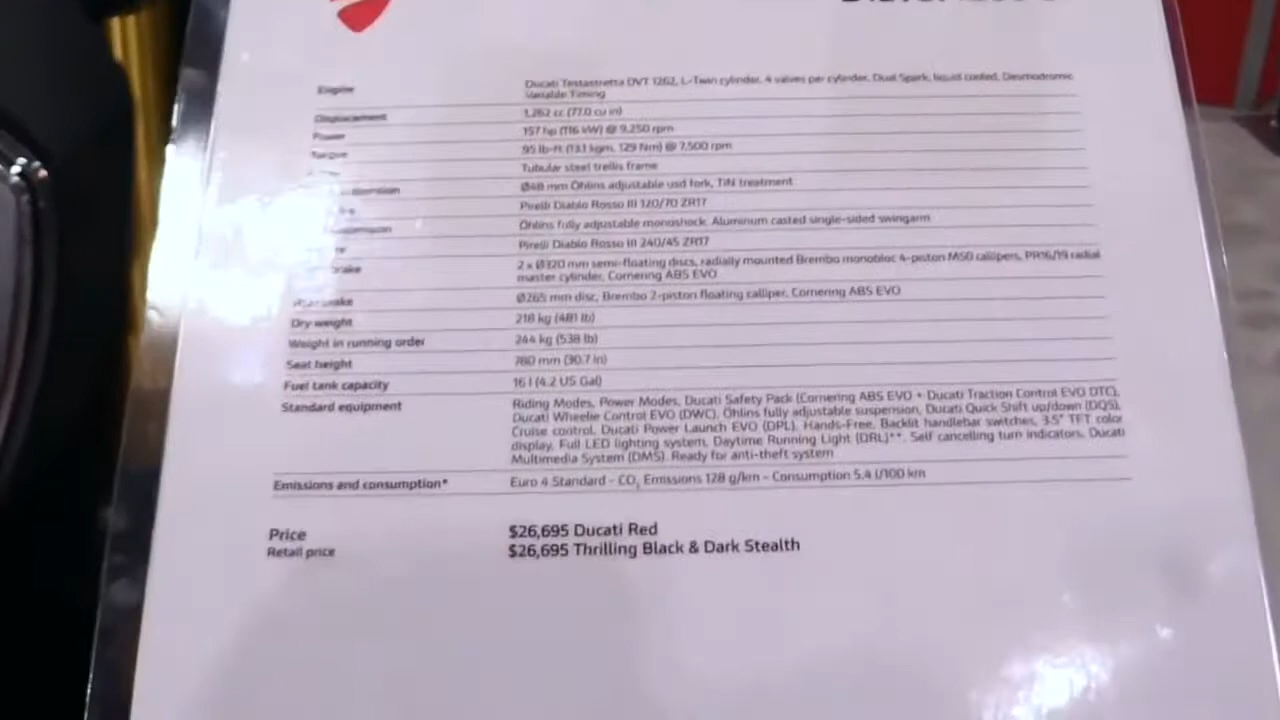 Engine Ducati Testastretta DVT 1262, L-Twin cylinder, 4 valves per cylinder, Dual Spark, liquid cooled, Desmodromic
Variable Timing
Displacement 1,262 cc (77.0 cu in)
Power 157 hp (116 kW) @ 9,250 rpm
Torque 95 lb-ft (13.1 kgm, 129 Nm) @ 7,500 rpm
Tubular steel trellis frame
Ø48 mm Öhlins adjustable usd fork, TiN treatment
Pirelli Diablo Rosso III 120/70 ZR17
Öhlins fully adjustable monoshock. Aluminum casted single-sided swingarm
Pirelli Diablo Rosso III 240/45 ZR17
brake 2 x Ø320 mm semi-floating discs, radially mounted Brembo monobloc 4-piston M50 callipers, PR16/19 radial
master cylinder, Cornering ABS EVO
brake Ø265 mm disc, Brembo 2-piston floating calliper, Cornering ABS EVO
Dry weight 218 kg (481 lb)
Weight in running order 244 kg (538 lb)
Seat height 780 mm (30.7 in)
Fuel tank capacity 16 l (4.2 US Gal)
Standard equipment Riding Modes, Power Modes, Ducati Safety Pack (Cornering ABS EVO + Ducati Traction Control EVO DTC),
Ducati Wheelie Control EVO (DWC), Öhlins fully adjustable suspension, Ducati Quick Shift up/down (DQS),
Cruise control, Ducati Power Launch EVO (DPL), Hands-Free, Backlit handlebar switches, 3.5" TFT color
display, Full LED lighting system, Daytime Running Light (DRL)**, Self cancelling turn indicators, Ducati
Multimedia System (DMS). Ready for anti-theft system
Emissions and consumption* Euro 4 Standard - CO₂ Emissions 128 g/km - Consumption 5.4 l/100 km
Price $26,695 Ducati Red
Retail price $26,695 Thrilling Black & Dark Stealth